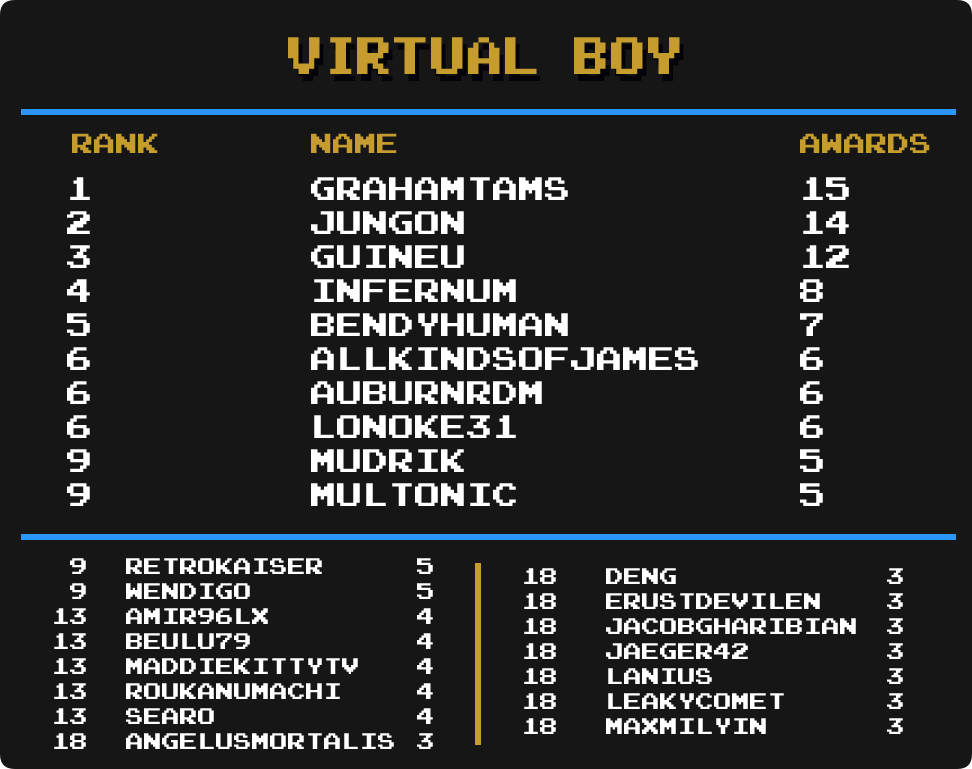 VIRTUAL BOY
RANK NAME AWARDS
1 GRAHAMTAMS 15
2 JUNGON 14
3 GUINEU 12
4 INFERNUM 8
5 BENDYHUMAN 7
6 ALLKINDSOFJAMES 6
6 AUBURNRDM 6
6 LONOKE31 6
9 MUDRIK 5
9 MULTONIC 5
9 RETROKAISER 5
9 WENDIGO 5
13 AMIR96LX 4
13 BEULU79 4
13 MADDIEKITTYTV 4
13 ROUKANUMACHI 4
13 SEARO 4
18 ANGELUSMORTALIS 3
18 DENG 3
18 ERUSTDEVILEN 3
18 JACOBGHARIBIAN 3
18 JAEGER42 3
18 LANIUS 3
18 LEAKYCOMET 3
18 MAXMILYIN 3